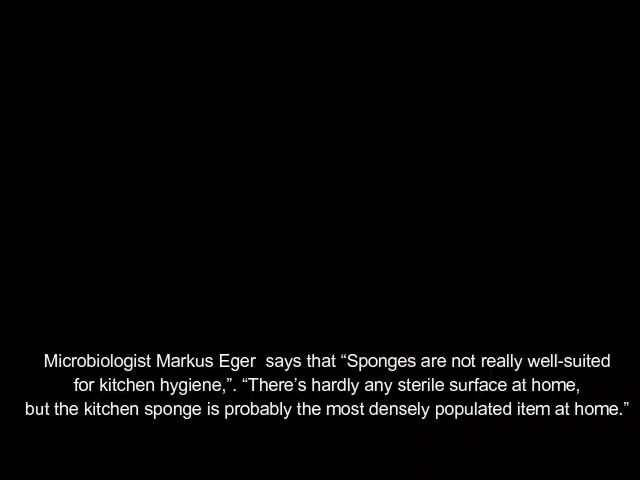 Microbiologist Markus Eger  says that “Sponges are not really well-suited
for kitchen hygiene,”. “There’s hardly any sterile surface at home,
but the kitchen sponge is probably the most densely populated item at home.”